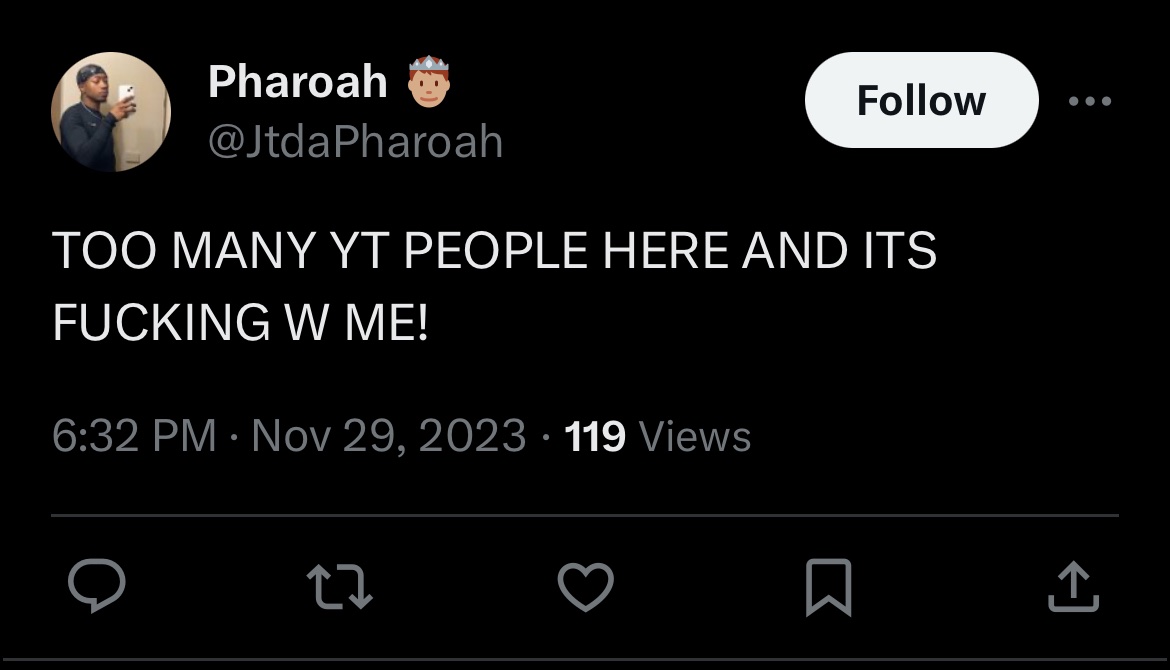 Pharoah 🤴🏽
@JtdaPharoah
Follow
TOO MANY YT PEOPLE HERE AND ITS
FUCKING W ME!
6:32 PM · Nov 29, 2023 · 119 Views